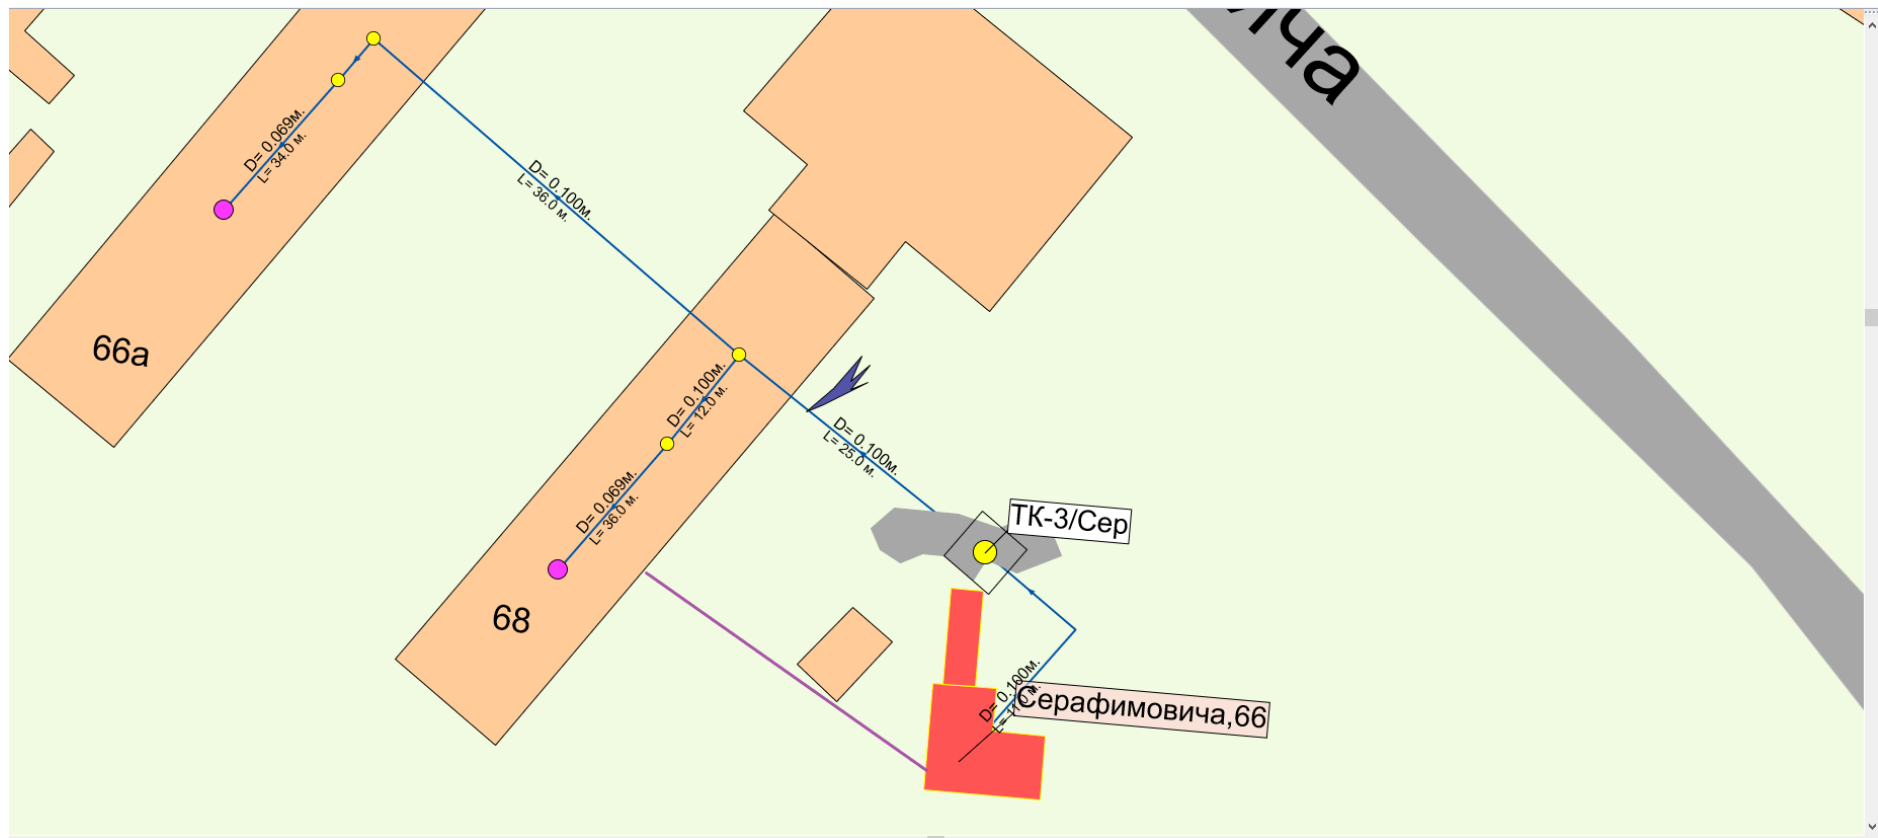 ича
D= 0.069м.
L= 34.0 м.
D= 0.100м.
L= 36.0 м.
66а
D= 0.100м.
L= 12.0 м.
D= 0.100м.
L= 25.0 м.
D= 0.069м.
L= 36.0 м.
ТК-3/Сер
68
D= 0.100м.
Серафимовича,66